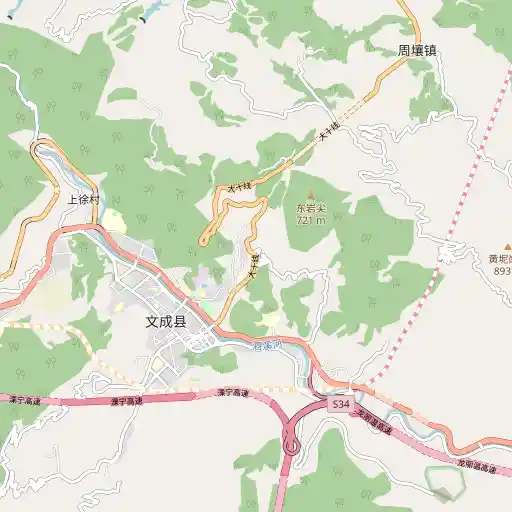 周壤镇
大十线
大十线
上徐村
东岩尖
721 m
大十线
黄坭
893
文成县
泗溪河
溧宁高速
溧宁高速
溧宁高速
S34
龙丽温高速
龙丽温高速